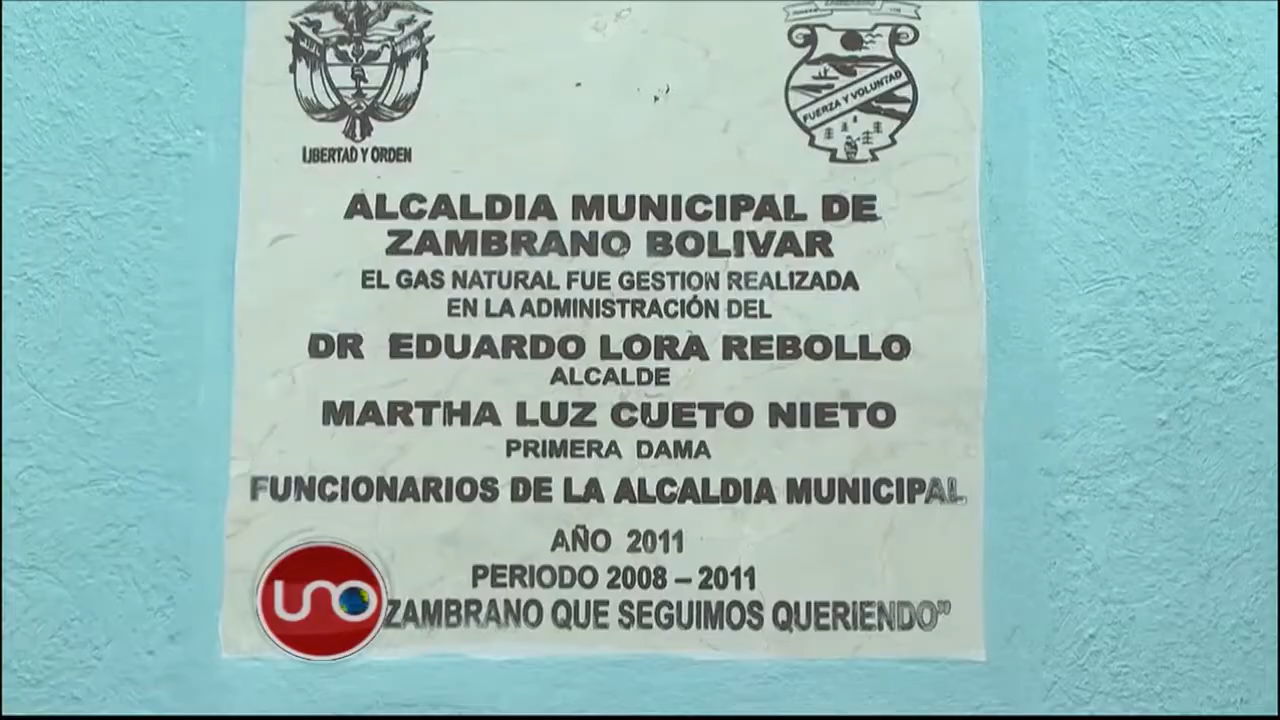 LIBERTAD Y ORDEN
FUERZA Y VOLUNTAD
ALCALDIA MUNICIPAL DE
ZAMBRANO BOLIVAR
EL GAS NATURAL FUE GESTION REALIZADA
EN LA ADMINISTRACIÓN DEL
DR EDUARDO LORA REBOLLO
ALCALDE
MARTHA LUZ CUETO NIETO
PRIMERA DAMA
FUNCIONARIOS DE LA ALCALDIA MUNICIPAL
AÑO 2011
PERIODO 2008 – 2011
ZAMBRANO QUE SEGUIMOS QUERIENDO”
UNO